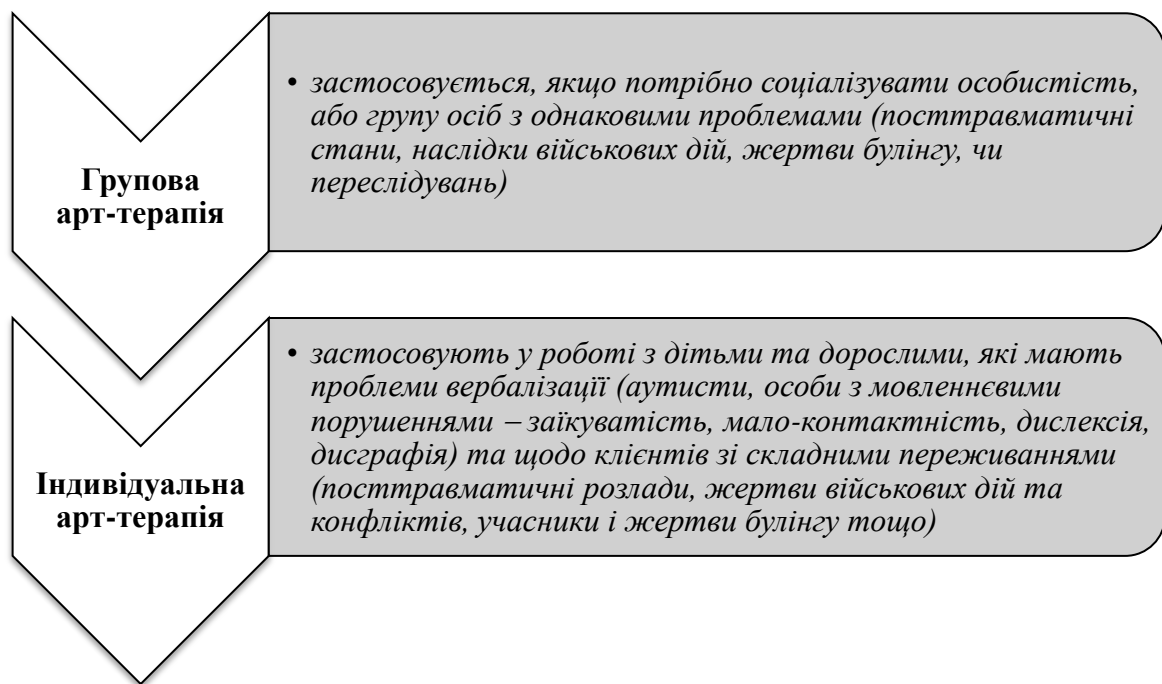 Групова
арт-терапія
• застосовується, якщо потрібно соціалізувати особистість,
або групу осіб з однаковими проблемами (посттравматичні
стани, наслідки військових дій, жертви булінгу, чи
переслідувань)
Індивідуальна
арт-терапія
• застосовують у роботі з дітьми та дорослими, які мають
проблеми вербалізації (аутисти, особи з мовленнєвими
порушеннями – заїкуватість, мало-контактність, дислексія,
дисграфія) та щодо клієнтів зі складними переживаннями
(посттравматичні розлади, жертви військових дій та
конфліктів, учасники і жертви булінгу тощо)